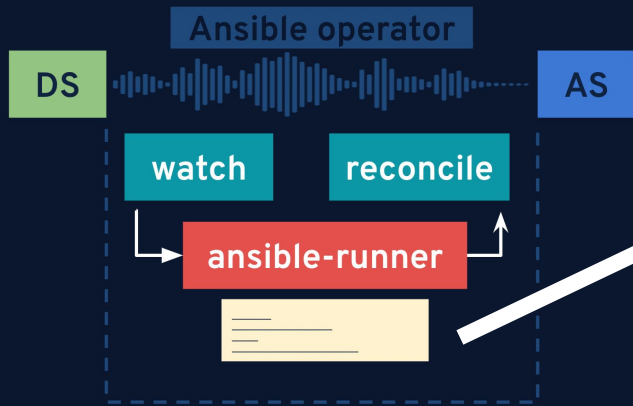 Ansible operator
DS
AS
watch
reconcile
ansible-runner